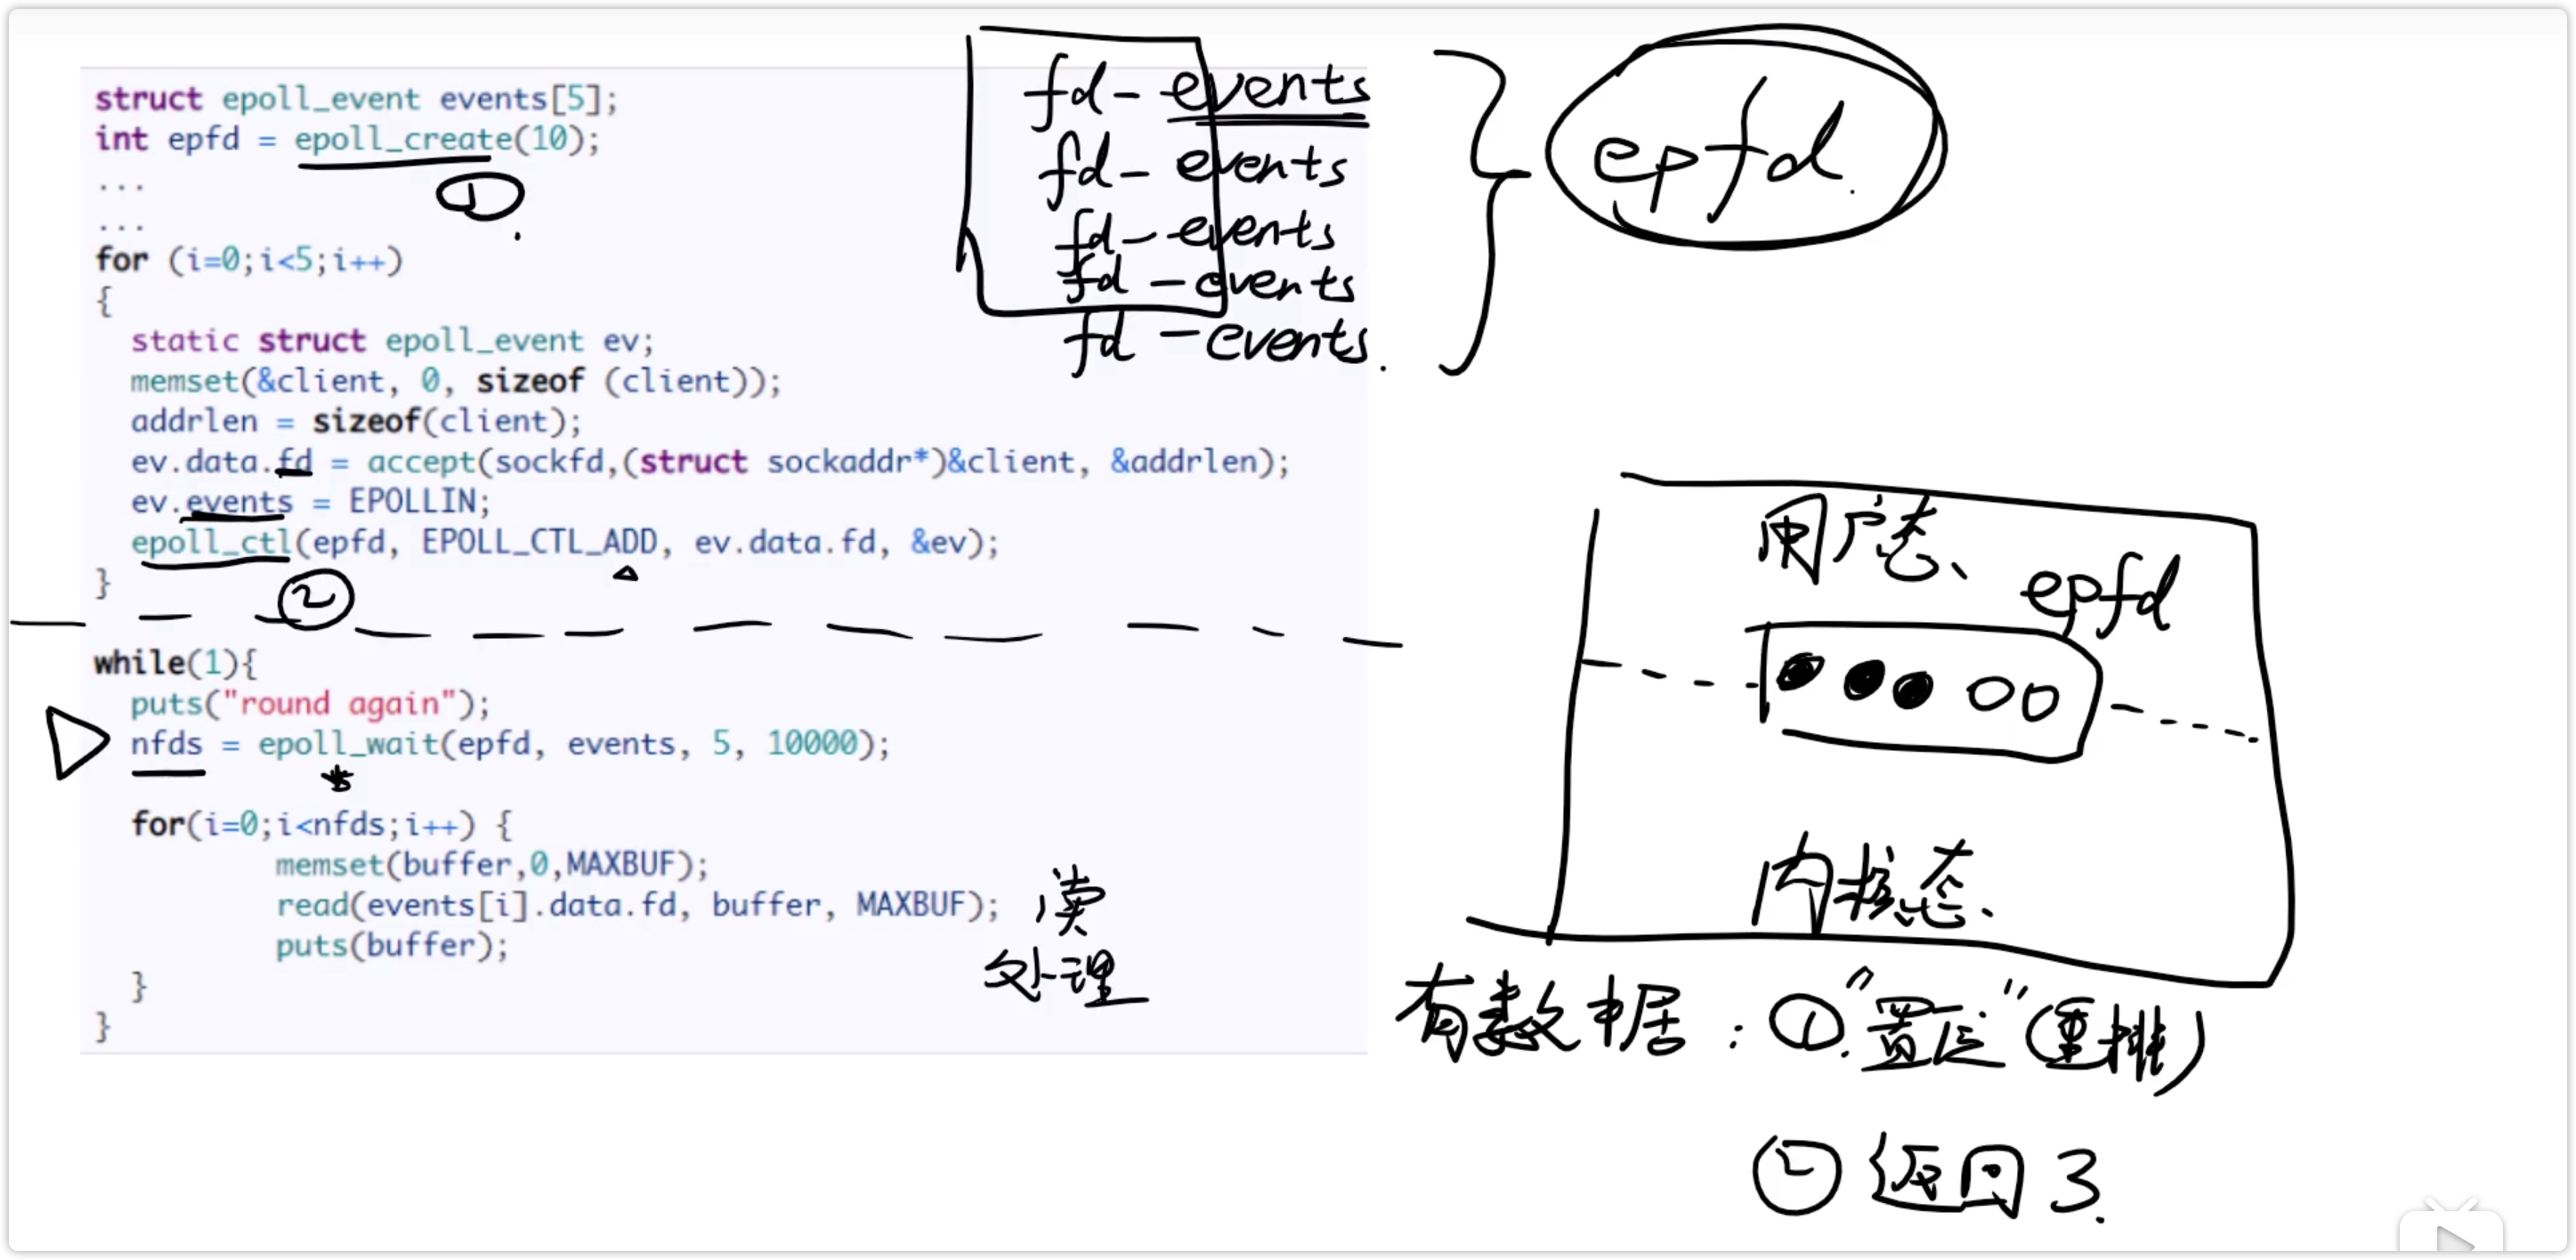 struct epoll_event events[5];
int epfd = epoll_create(10);
①
...
...
for (i=0;i<5;i++)
{
static struct epoll_event ev;
memset(&client, 0, sizeof (client));
addrlen = sizeof(client);
ev.data.fd = accept(sockfd,(struct sockaddr*)&client, &addrlen);
ev.events = EPOLLIN;
epoll_ctl(epfd, EPOLL_CTL_ADD, ev.data.fd, &ev);
}
②
while(1){
puts("round again");
nfds = epoll_wait(epfd, events, 5, 10000);
for(i=0;i<nfds;i++) {
memset(buffer,0,MAXBUF);
read(events[i].data.fd, buffer, MAXBUF);
puts(buffer);
}
}
读
处理
fd-events
fd-events
fd-events
fd-events
fd-events.
epfd.
用户态、
epfd
内核态.
有数据:①."置位"(重排)
②返回3.